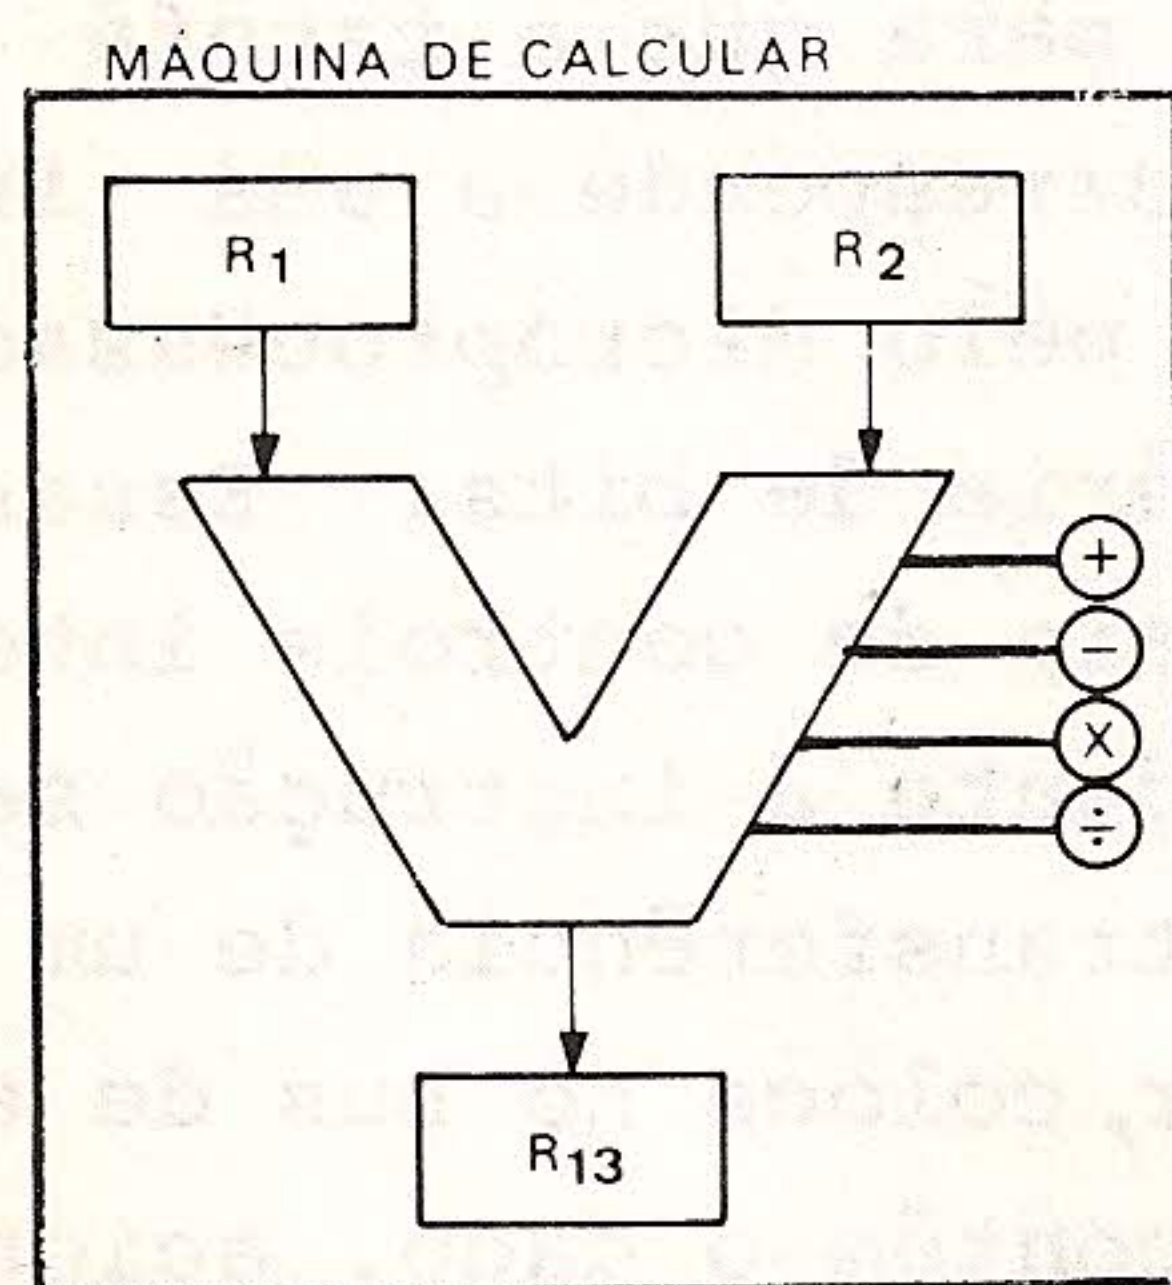 MÁQUINA DE CALCULAR
R1
R2
+
−
X
÷
R13